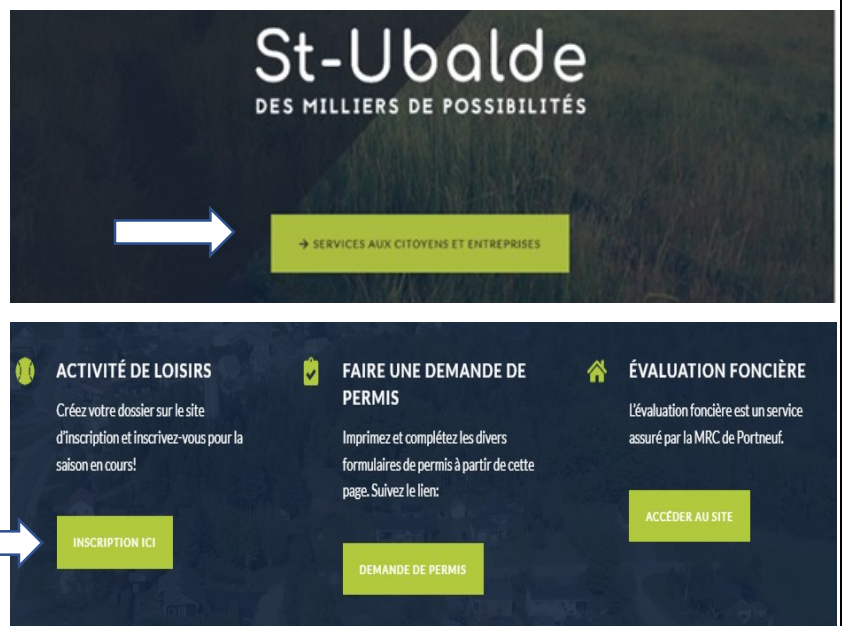 St-Ubalde
DES MILLIERS DE POSSIBILITÉS
→ SERVICES AUX CITOYENS ET ENTREPRISES
ACTIVITÉ DE LOISIRS
Créez votre dossier sur le site
d'inscription et inscrivez-vous pour la
saison en cours!
INSCRIPTION ICI
FAIRE UNE DEMANDE DE
PERMIS
Imprimez et complétez les divers
formulaires de permis à partir de cette
page. Suivez le lien:
DEMANDE DE PERMIS
ÉVALUATION FONCIÈRE
L'évaluation foncière est un service
assuré par la MRC de Portneuf.
ACCÉDER AU SITE